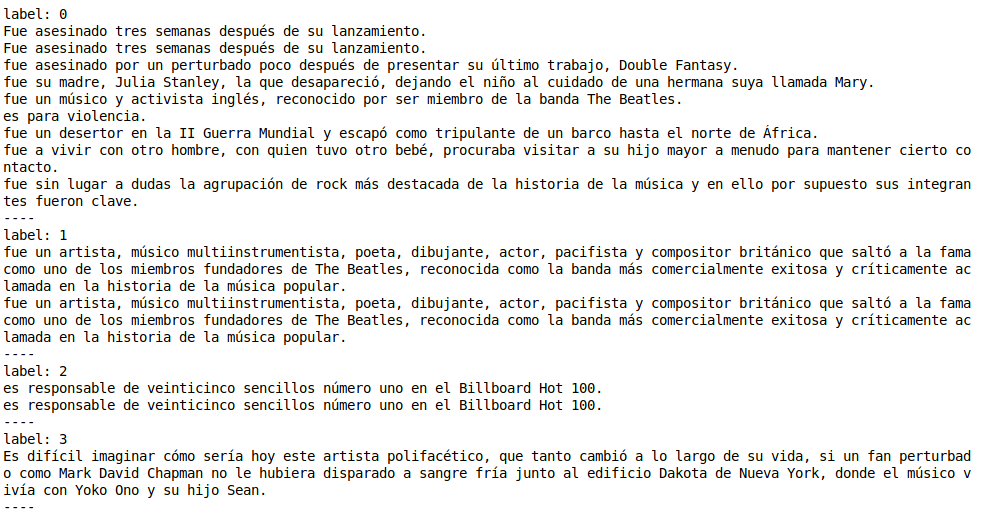 label: 0
Fue asesinado tres semanas después de su lanzamiento.
Fue asesinado tres semanas después de su lanzamiento.
fue asesinado por un perturbado poco después de presentar su último trabajo, Double Fantasy.
fue su madre, Julia Stanley, la que desapareció, dejando el niño al cuidado de una hermana suya llamada Mary.
fue un músico y activista inglés, reconocido por ser miembro de la banda The Beatles.
es para violencia.
fue un desertor en la II Guerra Mundial y escapó como tripulante de un barco hasta el norte de África.
fue a vivir con otro hombre, con quien tuvo otro bebé, procuraba visitar a su hijo mayor a menudo para mantener cierto co
ntacto.
fue sin lugar a dudas la agrupación de rock más destacada de la historia de la música y en ello por supuesto sus integran
tes fueron clave.
----
label: 1
fue un artista, músico multiinstrumentista, poeta, dibujante, actor, pacifista y compositor británico que saltó a la fama
como uno de los miembros fundadores de The Beatles, reconocida como la banda más comercialmente exitosa y críticamente ac
lamada en la historia de la música popular.
fue un artista, músico multiinstrumentista, poeta, dibujante, actor, pacifista y compositor británico que saltó a la fama
como uno de los miembros fundadores de The Beatles, reconocida como la banda más comercialmente exitosa y críticamente ac
lamada en la historia de la música popular.
----
label: 2
es responsable de veinticinco sencillos número uno en el Billboard Hot 100.
es responsable de veinticinco sencillos número uno en el Billboard Hot 100.
----
label: 3
Es difícil imaginar cómo sería hoy este artista polifacético, que tanto cambió a lo largo de su vida, si un fan perturbad
o como Mark David Chapman no le hubiera disparado a sangre fría junto al edificio Dakota de Nueva York, donde el músico v
ivía con Yoko Ono y su hijo Sean.
----